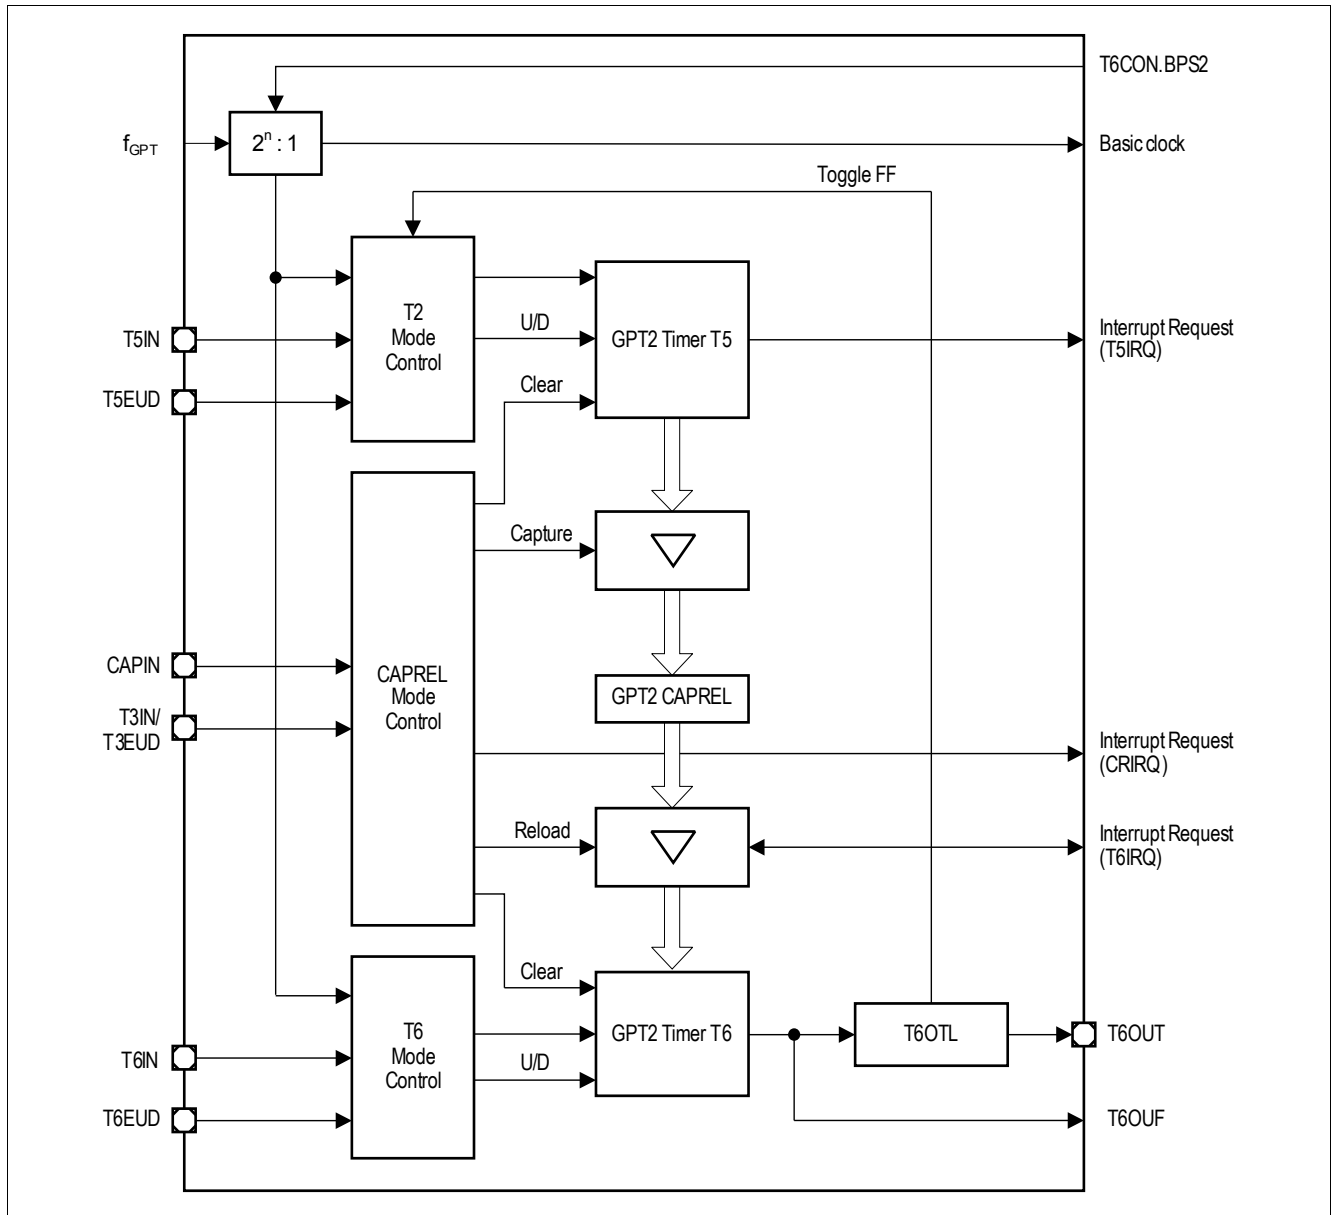 T6CON.BPS2
fGPT
2n : 1
Basic clock
Toggle FF
T2
Mode
Control
U/D
GPT2 Timer T5
T5IN
Interrupt Request
(T5IRQ)
T5EUD
Clear
Capture
CAPIN
CAPREL
Mode
Control
GPT2 CAPREL
T3IN/
T3EUD
Interrupt Request
(CRIRQ)
Reload
Interrupt Request
(T6IRQ)
Clear
T6
Mode
Control
GPT2 Timer T6
T6OTL
T6OUT
T6IN
U/D
T6EUD
T6OUF